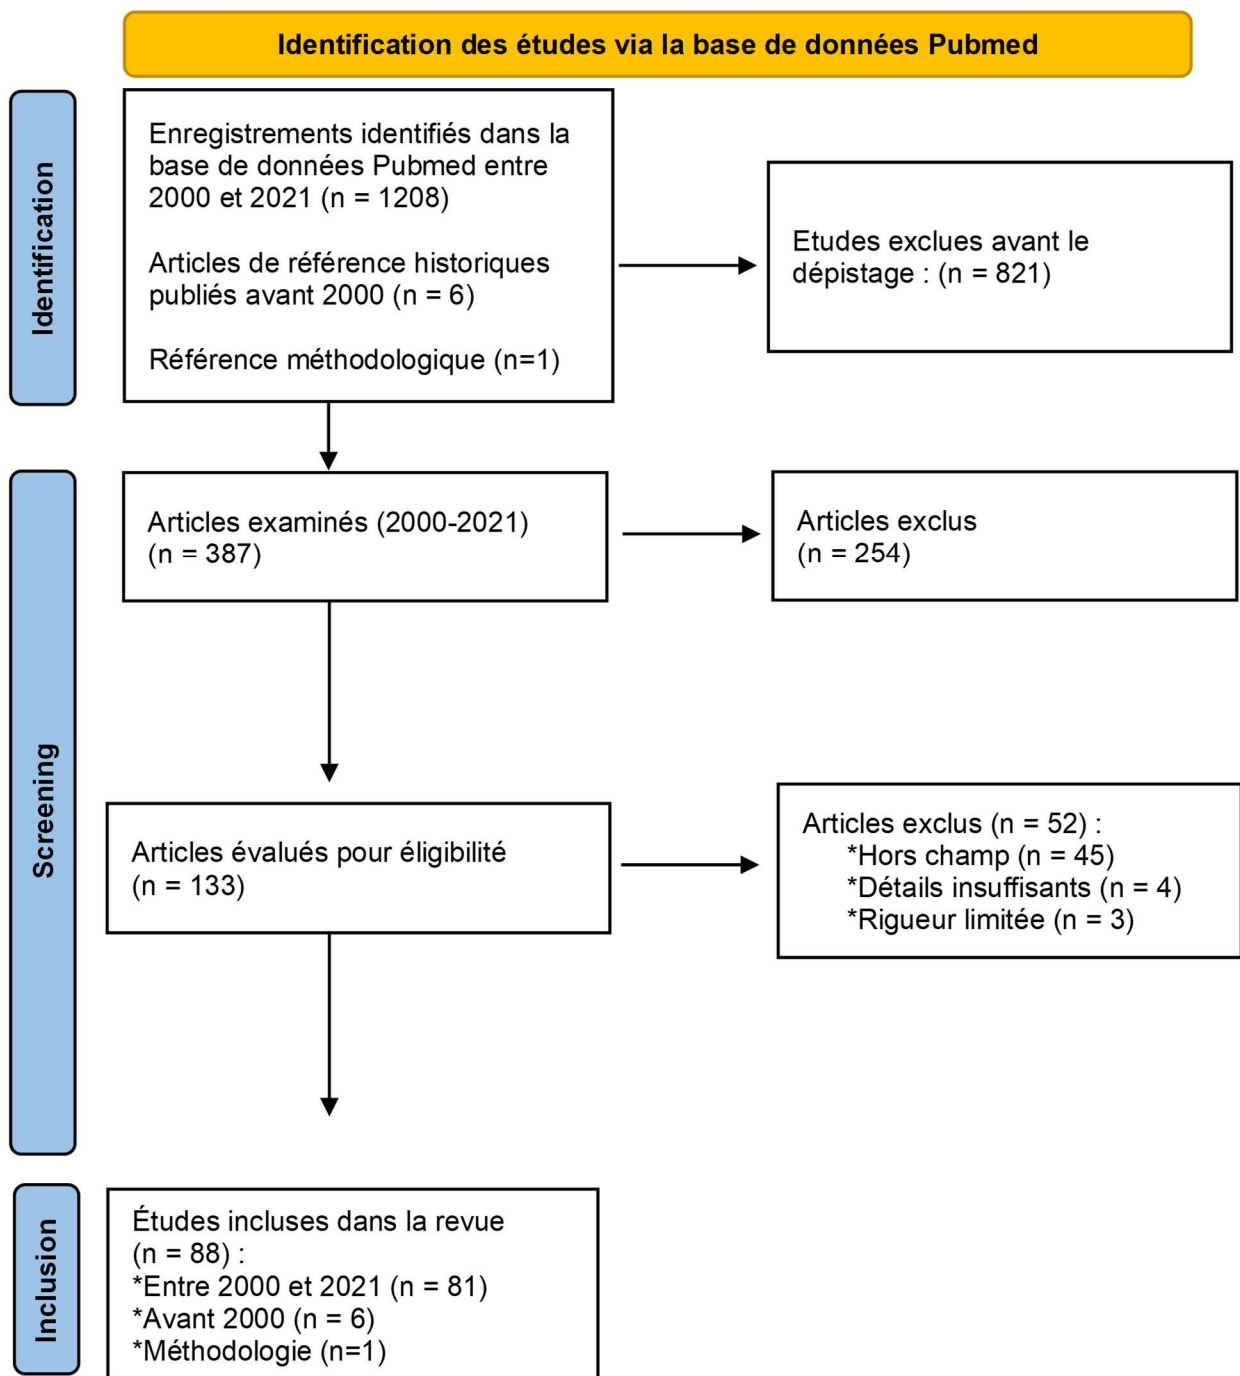 Identification des études via la base de données Pubmed
Identification
Enregistrements identifiés dans la
base de données Pubmed entre
2000 et 2021 (n = 1208)
Articles de référence historiques
publiés avant 2000 (n = 6)
Référence méthodologique (n=1)
Etudes exclues avant le
dépistage : (n = 821)
Screening
Articles examinés (2000-2021)
(n = 387)
Articles exclus
(n = 254)
Articles évalués pour éligibilité
(n = 133)
Articles exclus (n = 52) :
*Hors champ (n = 45)
*Détails insuffisants (n = 4)
*Rigueur limitée (n = 3)
Inclusion
Études incluses dans la revue
(n = 88) :
*Entre 2000 et 2021 (n = 81)
*Avant 2000 (n = 6)
*Méthodologie (n=1)